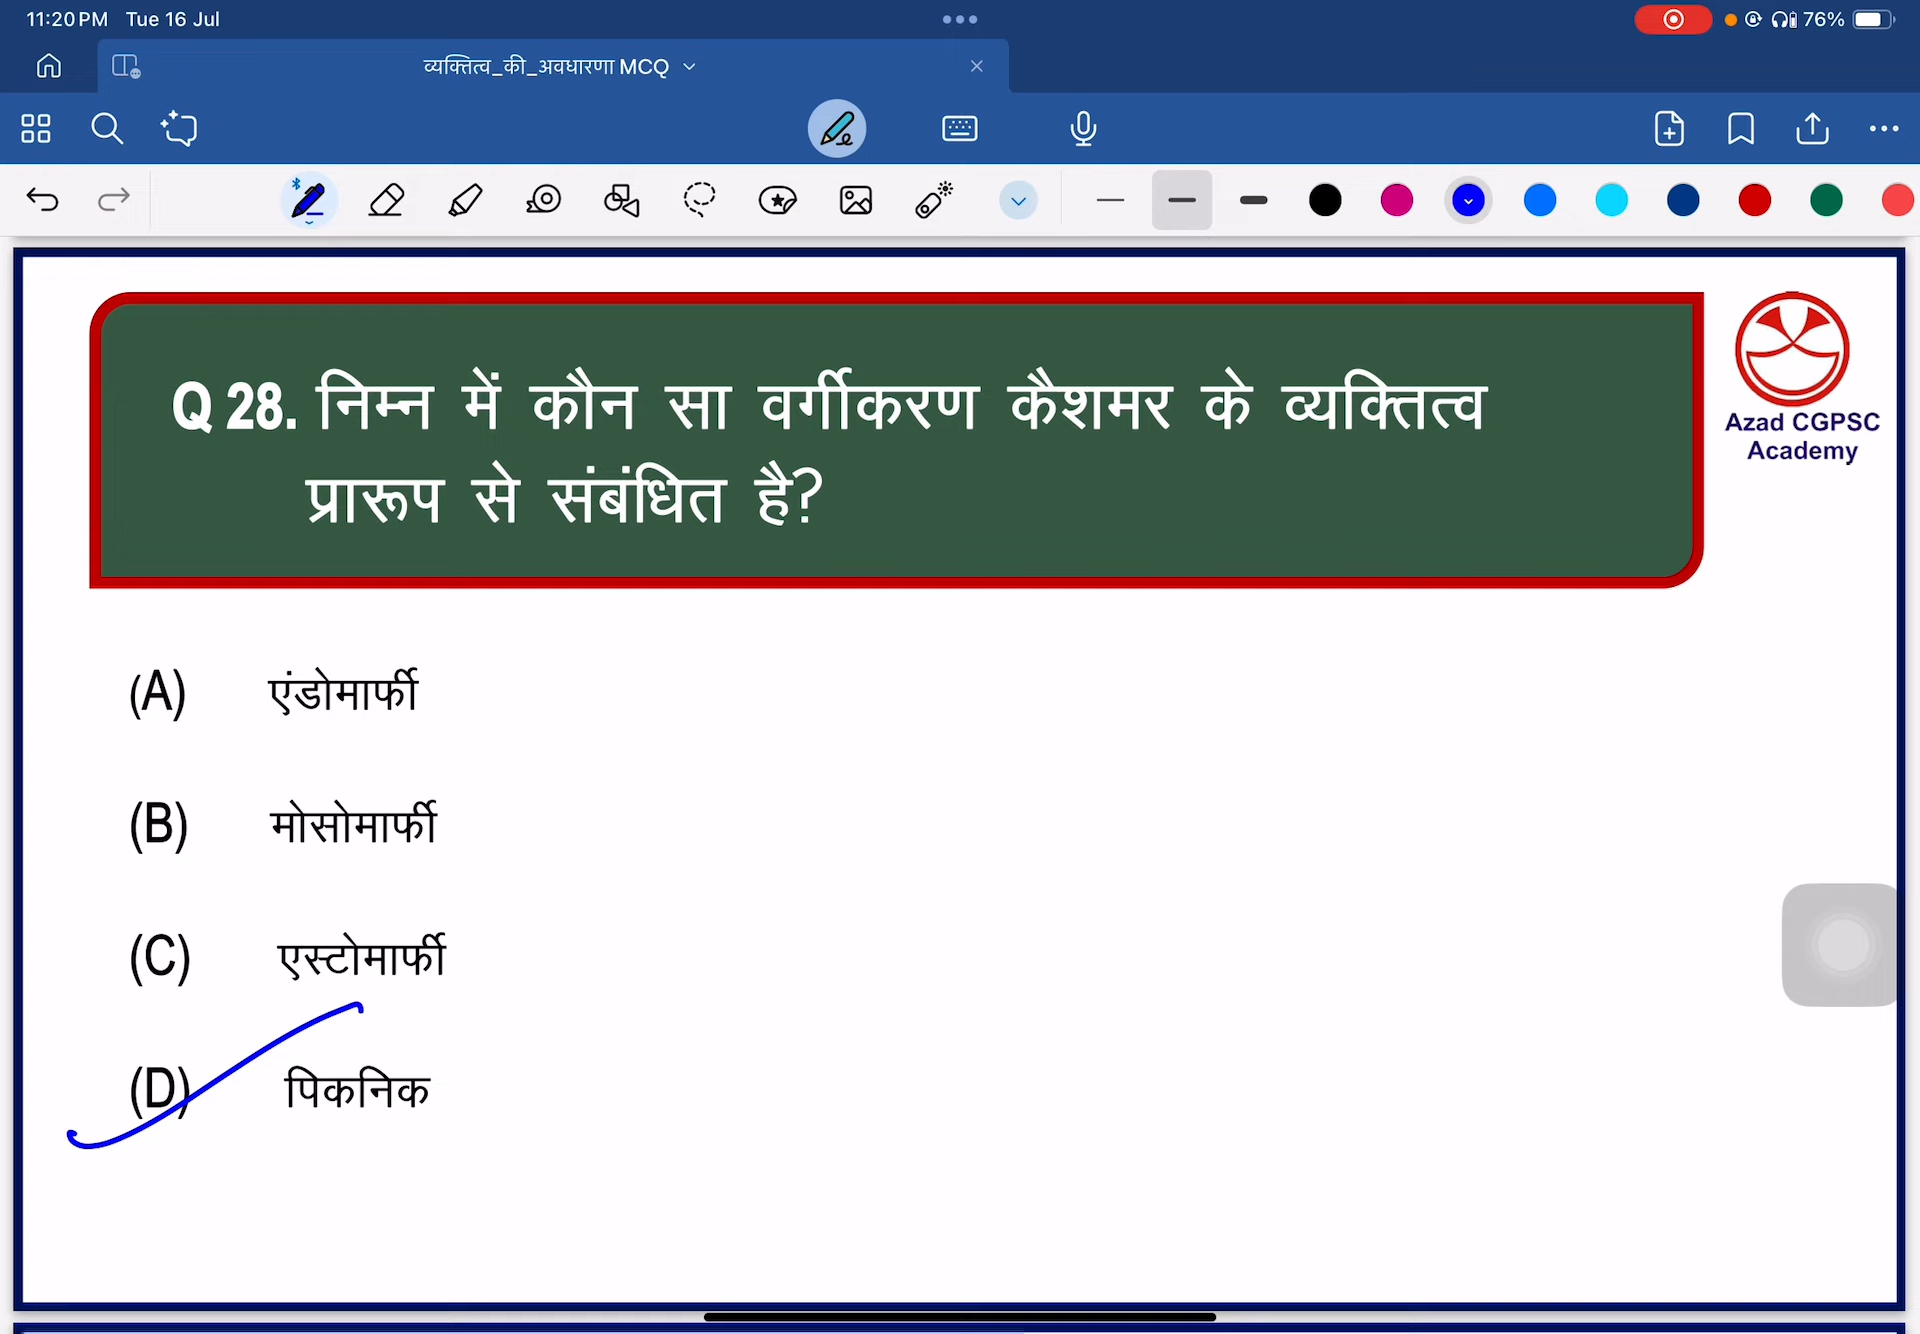 11:20 PM Tue 16 Jul
76%
व्यक्तित्व_की_अवधारणा MCQ
Q 28. निम्न में कौन सा वर्गीकरण कैशमर के व्यक्तित्व
प्रारूप से संबंधित है?
Azad CGPSC
Academy
(A) एंडोमार्फी
(B) मोसोमार्फी
(C) एस्टोमार्फी
(D) पिकनिक